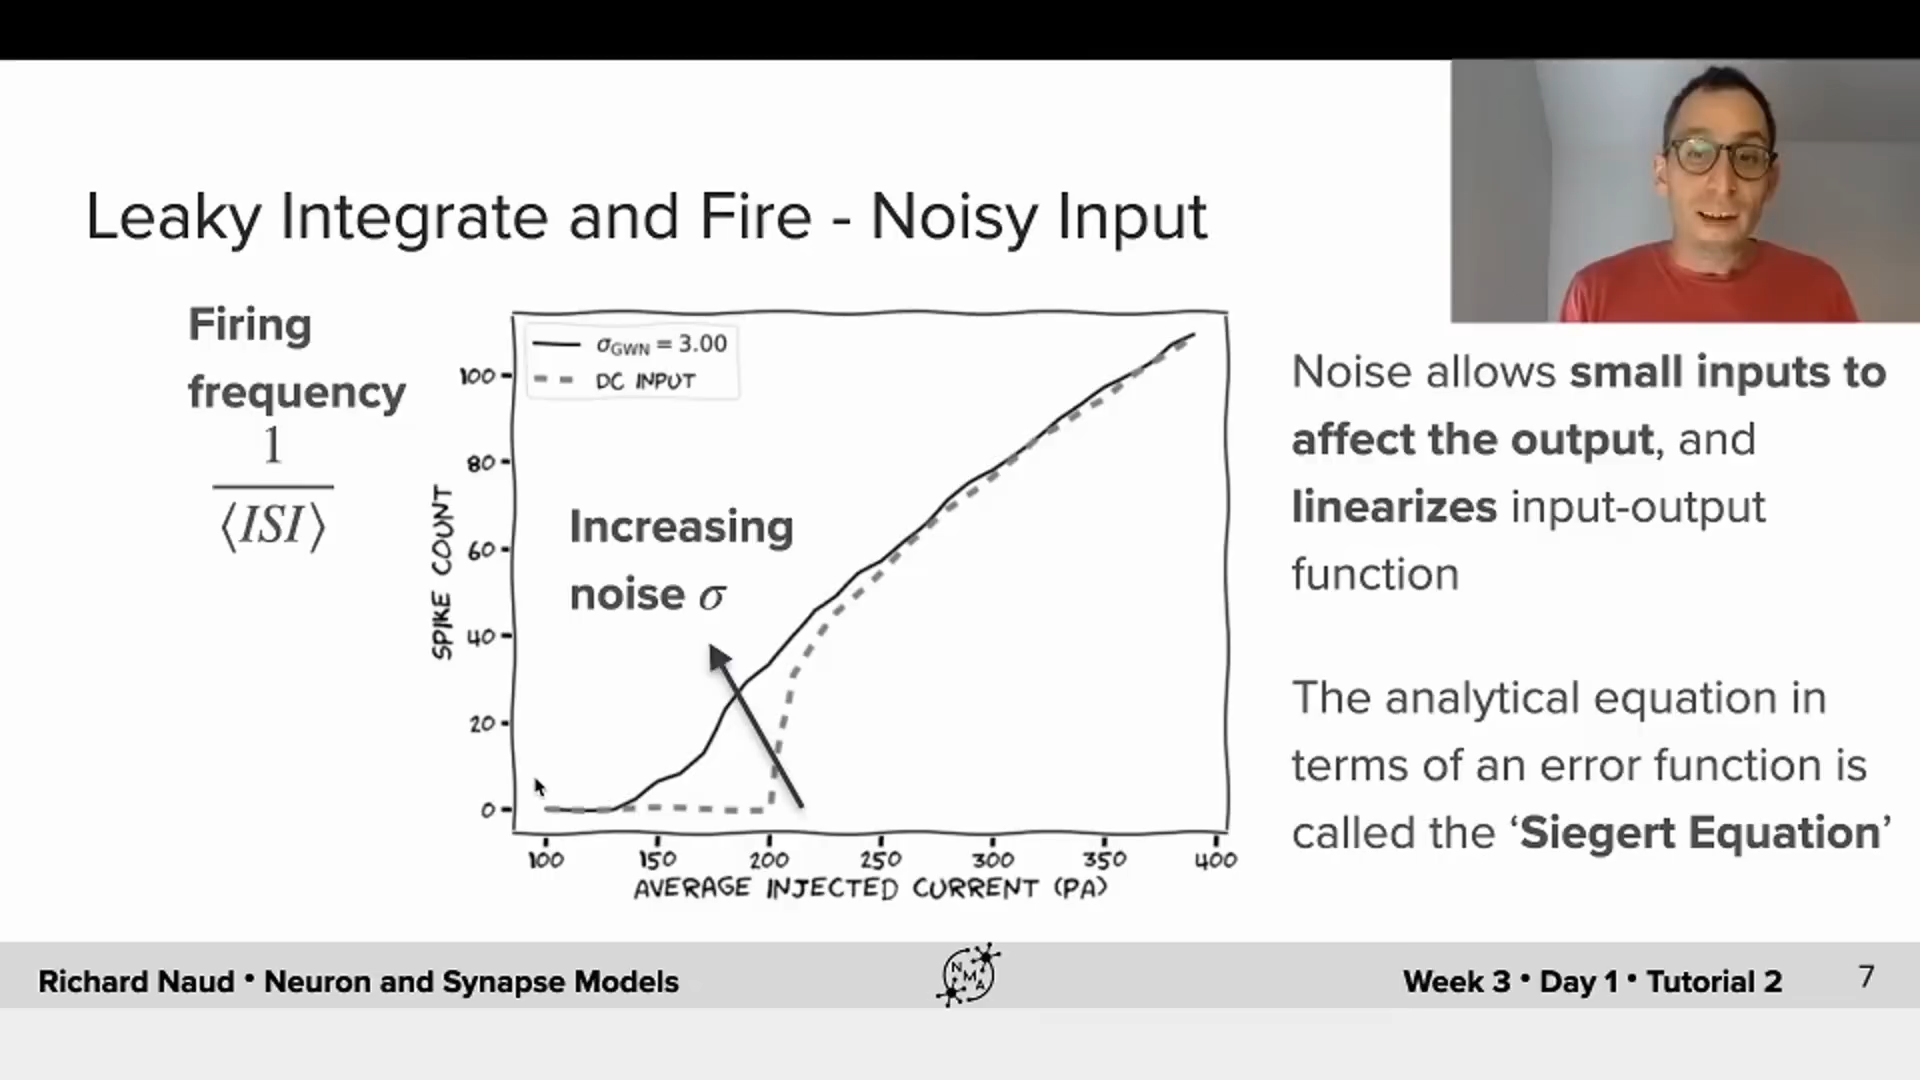 Leaky Integrate and Fire - Noisy Input
Firing
frequency
1
⟨ISI⟩
σGWN = 3.00
DC INPUT
100
80
60
40
20
0
SPIKE COUNT
Increasing
noise σ
100 150 200 250 300 350 400
AVERAGE INJECTED CURRENT (PA)
Noise allows small inputs to
affect the output, and
linearizes input-output
function
The analytical equation in
terms of an error function is
called the ‘Siegert Equation’
Richard Naud • Neuron and Synapse Models
N
M
A
Week 3 • Day 1 • Tutorial 2
7